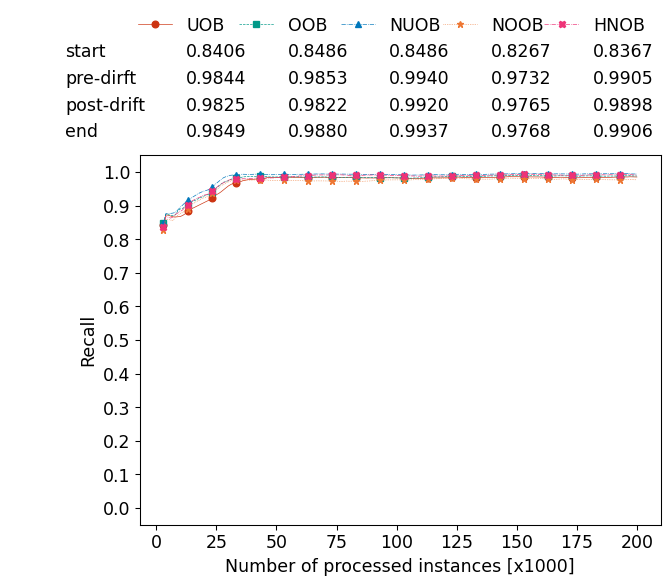 UOB OOB NUOB NOOB HNOB
start 0.8406 0.8486 0.8486 0.8267 0.8367
pre-dirft 0.9844 0.9853 0.9940 0.9732 0.9905
post-drift 0.9825 0.9822 0.9920 0.9765 0.9898
end 0.9849 0.9880 0.9937 0.9768 0.9906
1.0
0.9
0.8
0.7
0.6
0.5
0.4
0.3
0.2
0.1
0.0
Recall
0 25 50 75 100 125 150 175 200
Number of processed instances [x1000]